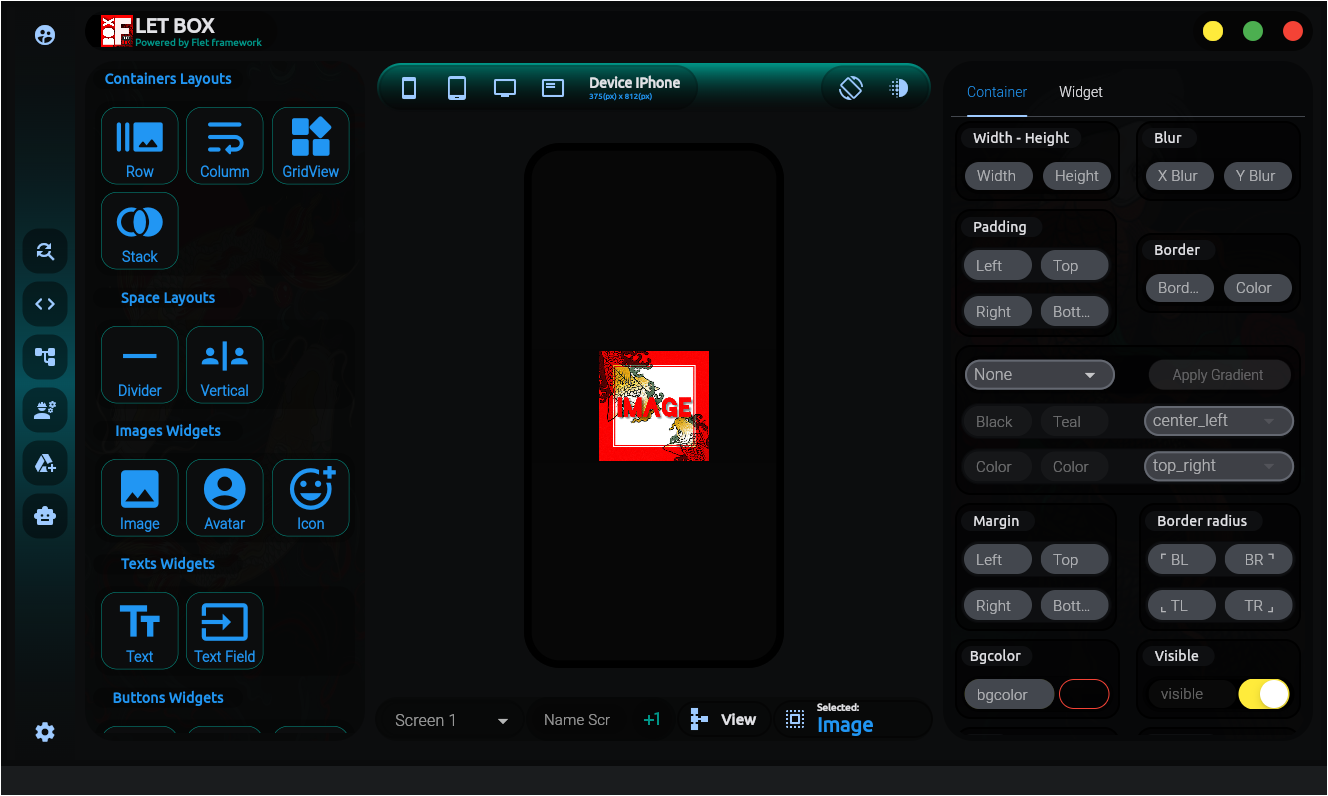 BOX
F
LET BOX
Powered by Flet framework
Containers Layouts
Row
Column
GridView
Stack
Space Layouts
Divider
Vertical
Images Widgets
Image
Avatar
Icon
Texts Widgets
Text
Text Field
Buttons Widgets
Device IPhone
375(px) x 812(px)
IMAGE
Screen 1
Name Scr
+1
View
Selected:
Image
Container
Widget
Width - Height
Width
Height
Blur
X Blur
Y Blur
Padding
Left
Top
Right
Bott...
Border
Bord...
Color
None
Apply Gradient
Black
Teal
center_left
Color
Color
top_right
Margin
Left
Top
Right
Bott...
Border radius
⌜ BL
BR ⌝
⌞ TL
TR ⌟
Bgcolor
bgcolor
Visible
visible